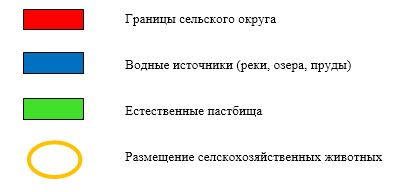 Границы сельского округа
Водные источники (реки, озера, пруды)
Естественные пастбища
Размещение селскохозяйственных животных